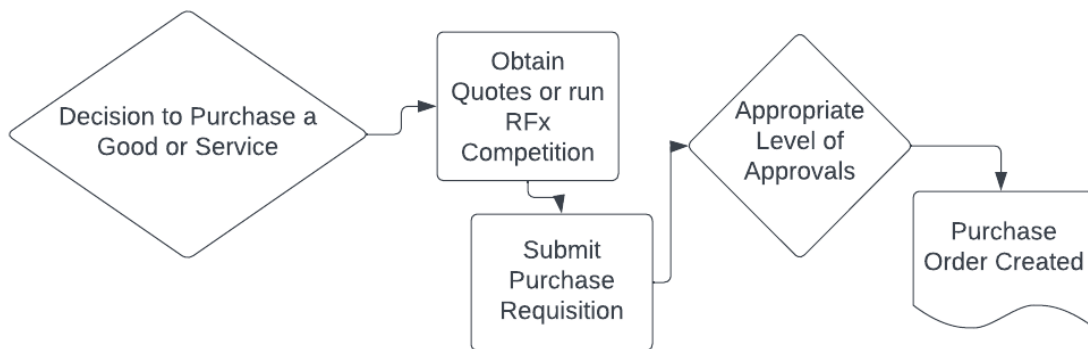 Decision to Purchase a
Good or Service
Obtain
Quotes or run
RFx
Competition
Submit
Purchase
Requisition
Appropriate
Level of
Approvals
Purchase
Order Created